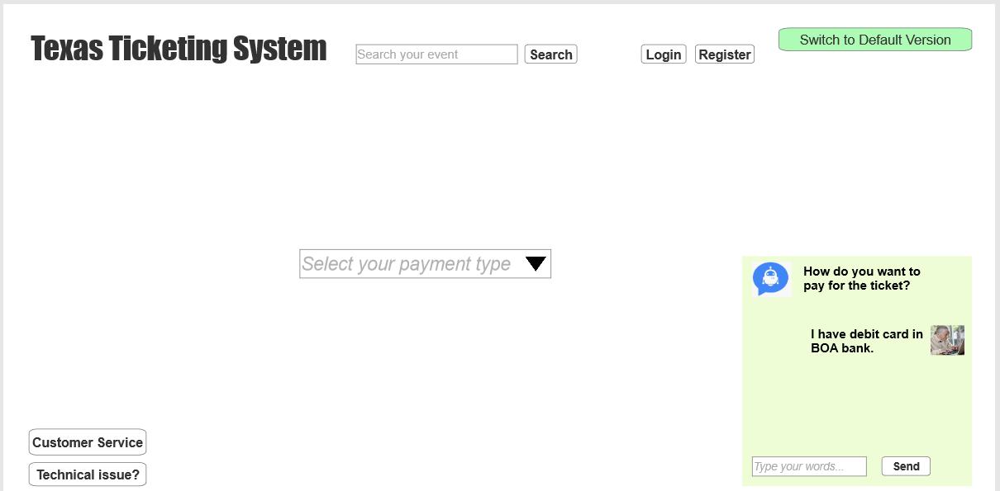 Texas Ticketing System
Search your event
Search
Login
Register
Switch to Default Version
Select your payment type
How do you want to
pay for the ticket?
I have debit card in
BOA bank.
Customer Service
Technical issue?
Type your words...
Send